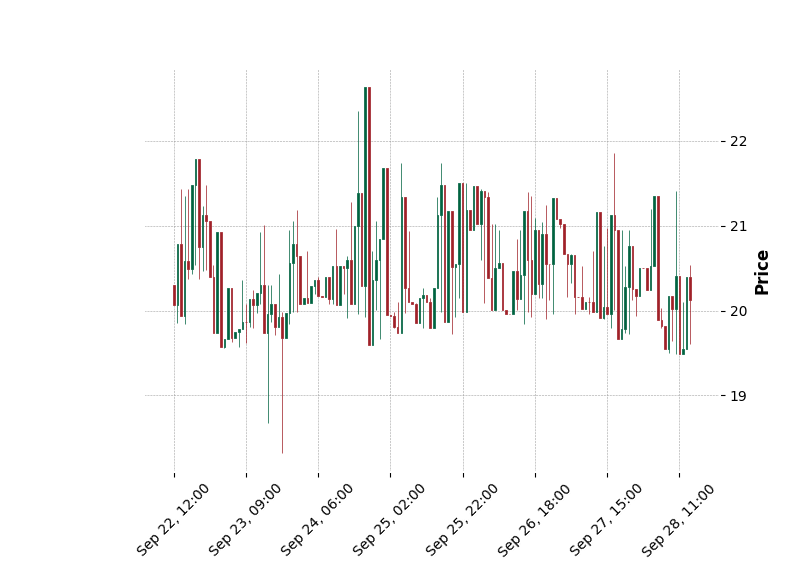 22
21
20
19
Price
Sep 22, 12:00
Sep 23, 09:00
Sep 24, 06:00
Sep 25, 02:00
Sep 25, 22:00
Sep 26, 18:00
Sep 27, 15:00
Sep 28, 11:00